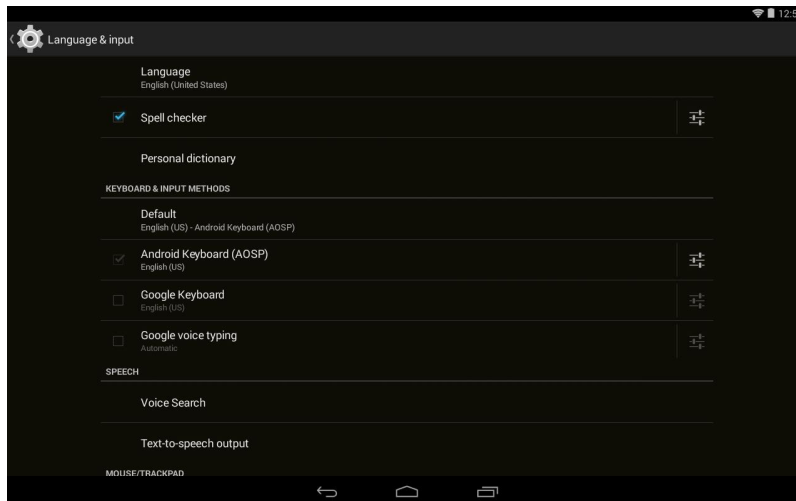 12:5
Language & input
Language
English (United States)
Spell checker
Personal dictionary
KEYBOARD & INPUT METHODS
Default
English (US) - Android Keyboard (AOSP)
Android Keyboard (AOSP)
English (US)
Google Keyboard
English (US)
Google voice typing
Automatic
SPEECH
Voice Search
Text-to-speech output
MOUSE/TRACKPAD